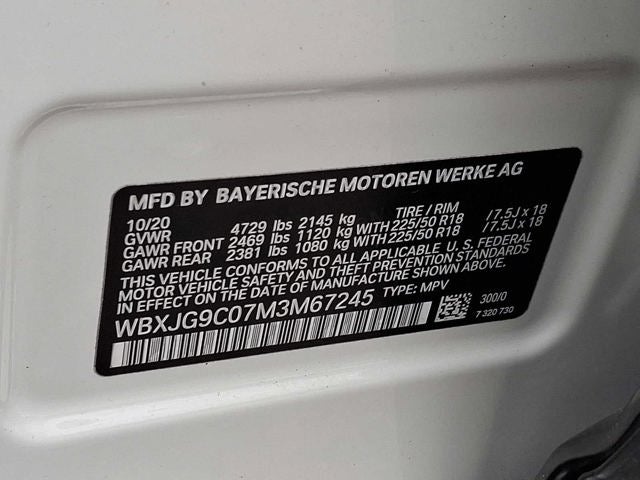 MFD BY BAYERISCHE MOTOREN WERKE AG
10/20 TIRE / RIM
GVWR 4729 lbs 2145 kg
GAWR FRONT 2469 lbs 1120 kg WITH 225/50 R18 /7.5J x 18
GAWR REAR 2381 lbs 1080 kg WITH 225/50 R18 /7.5J x 18
THIS VEHICLE CONFORMS TO ALL APPLICABLE U.S. FEDERAL
MOTOR VEHICLE SAFETY AND THEFT PREVENTION STANDARDS
IN EFFECT ON THE DATE OF MANUFACTURE SHOWN ABOVE.
WBXJG9C07M3M67245 TYPE: MPV
300/0
7 320 730